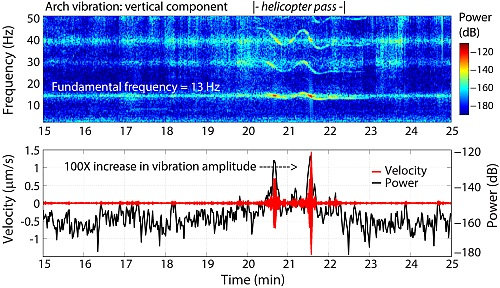 Arch vibration: vertical component |- helicopter pass -|
Power
(dB)
Frequency (Hz)
50
40
30
20
10
Fundamental frequency = 13 Hz
-120
-140
-160
-180
15 16 17 18 19 20 21 22 23 24 25
Velocity (µm/s)
1.5
1
0.5
0
-0.5
-1
100X increase in vibration amplitude
Velocity
Power
-120
-140
-160
-180
Power (dB)
15 16 17 18 19 20 21 22 23 24 25
Time (min)